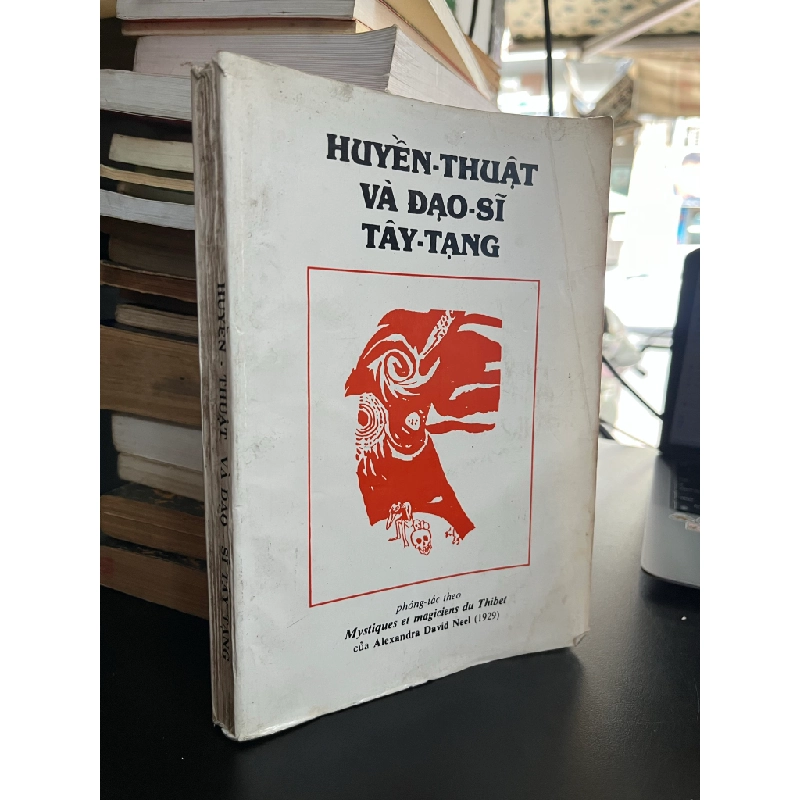 HUYỀN-THUẬT
VÀ ĐẠO-SĨ
TÂY-TẠNG
phóng-tác theo
Mystiques et magiciens du Thibet
của Alexandra David Neel (1929)
HUYỀN - THUẬT VÀ ĐẠO - SĨ TÂY-TẠNG